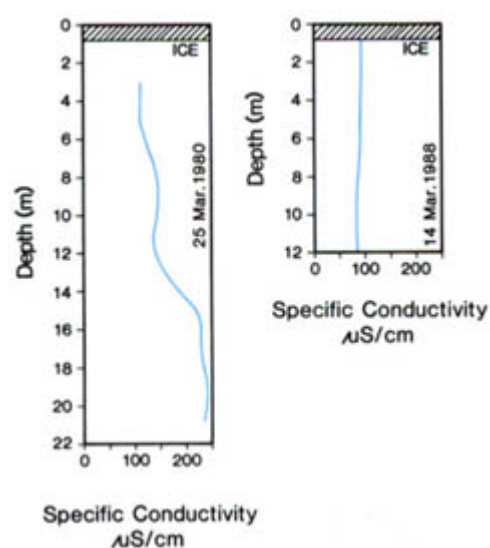 0
2
4
6
8
10
12
14
16
18
20
22
Depth (m)
ICE
25 Mar. 1980
0 100 200
Specific Conductivity
µS/cm
0
2
4
6
8
10
12
Depth (m)
ICE
14 Mar. 1988
0 100 200
Specific Conductivity
µS/cm